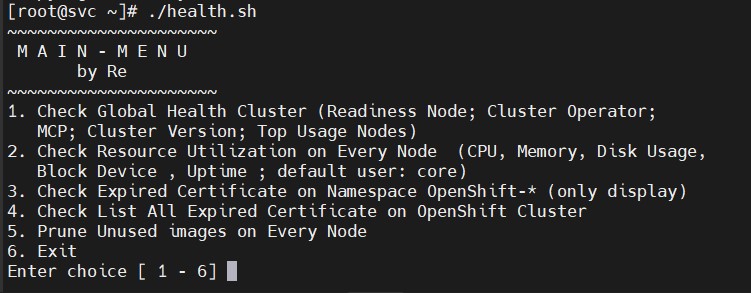 [root@svc ~]# ./health.sh
~~~~~~~~~~~~~~~~~~~~~
M A I N - M E N U
by Re
~~~~~~~~~~~~~~~~~~~~~
1. Check Global Health Cluster (Readiness Node; Cluster Operator;
MCP; Cluster Version; Top Usage Nodes)
2. Check Resource Utilization on Every Node  (CPU, Memory, Disk Usage,
Block Device , Uptime ; default user: core)
3. Check Expired Certificate on Namespace OpenShift-* (only display)
4. Check List All Expired Certificate on OpenShift Cluster
5. Prune Unused images on Every Node
6. Exit
Enter choice [ 1 - 6]